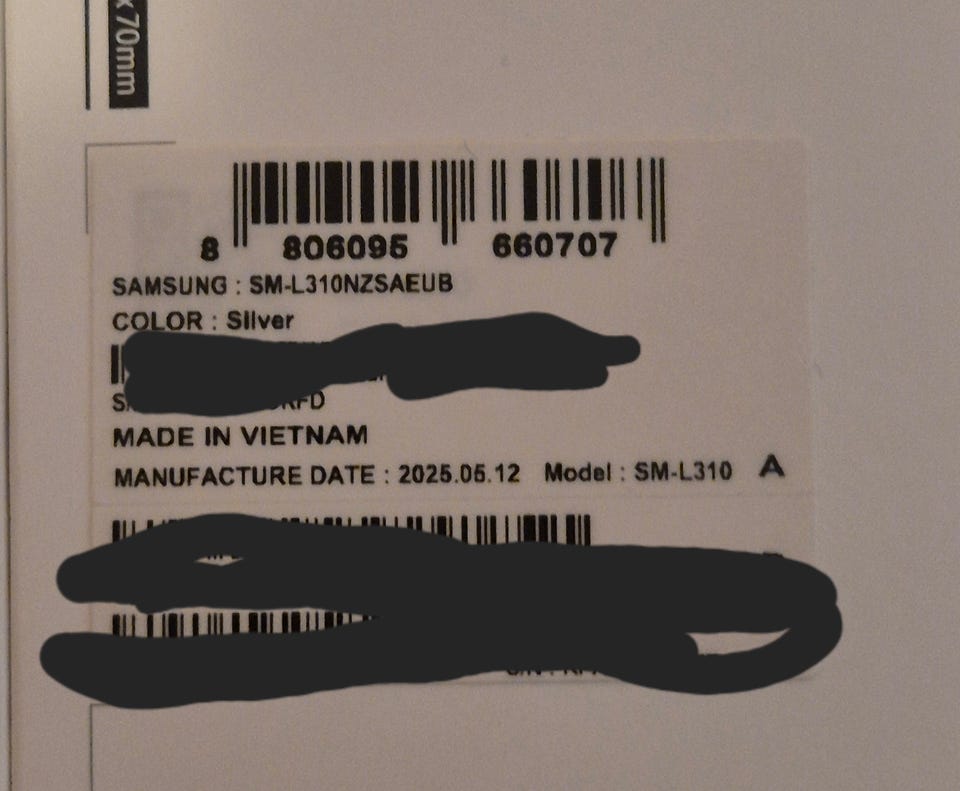 x 70mm
8 806095 660707
SAMSUNG : SM-L310NZSAEUB
COLOR : Silver
MADE IN VIETNAM
MANUFACTURE DATE : 2025.05.12 Model : SM-L310 A